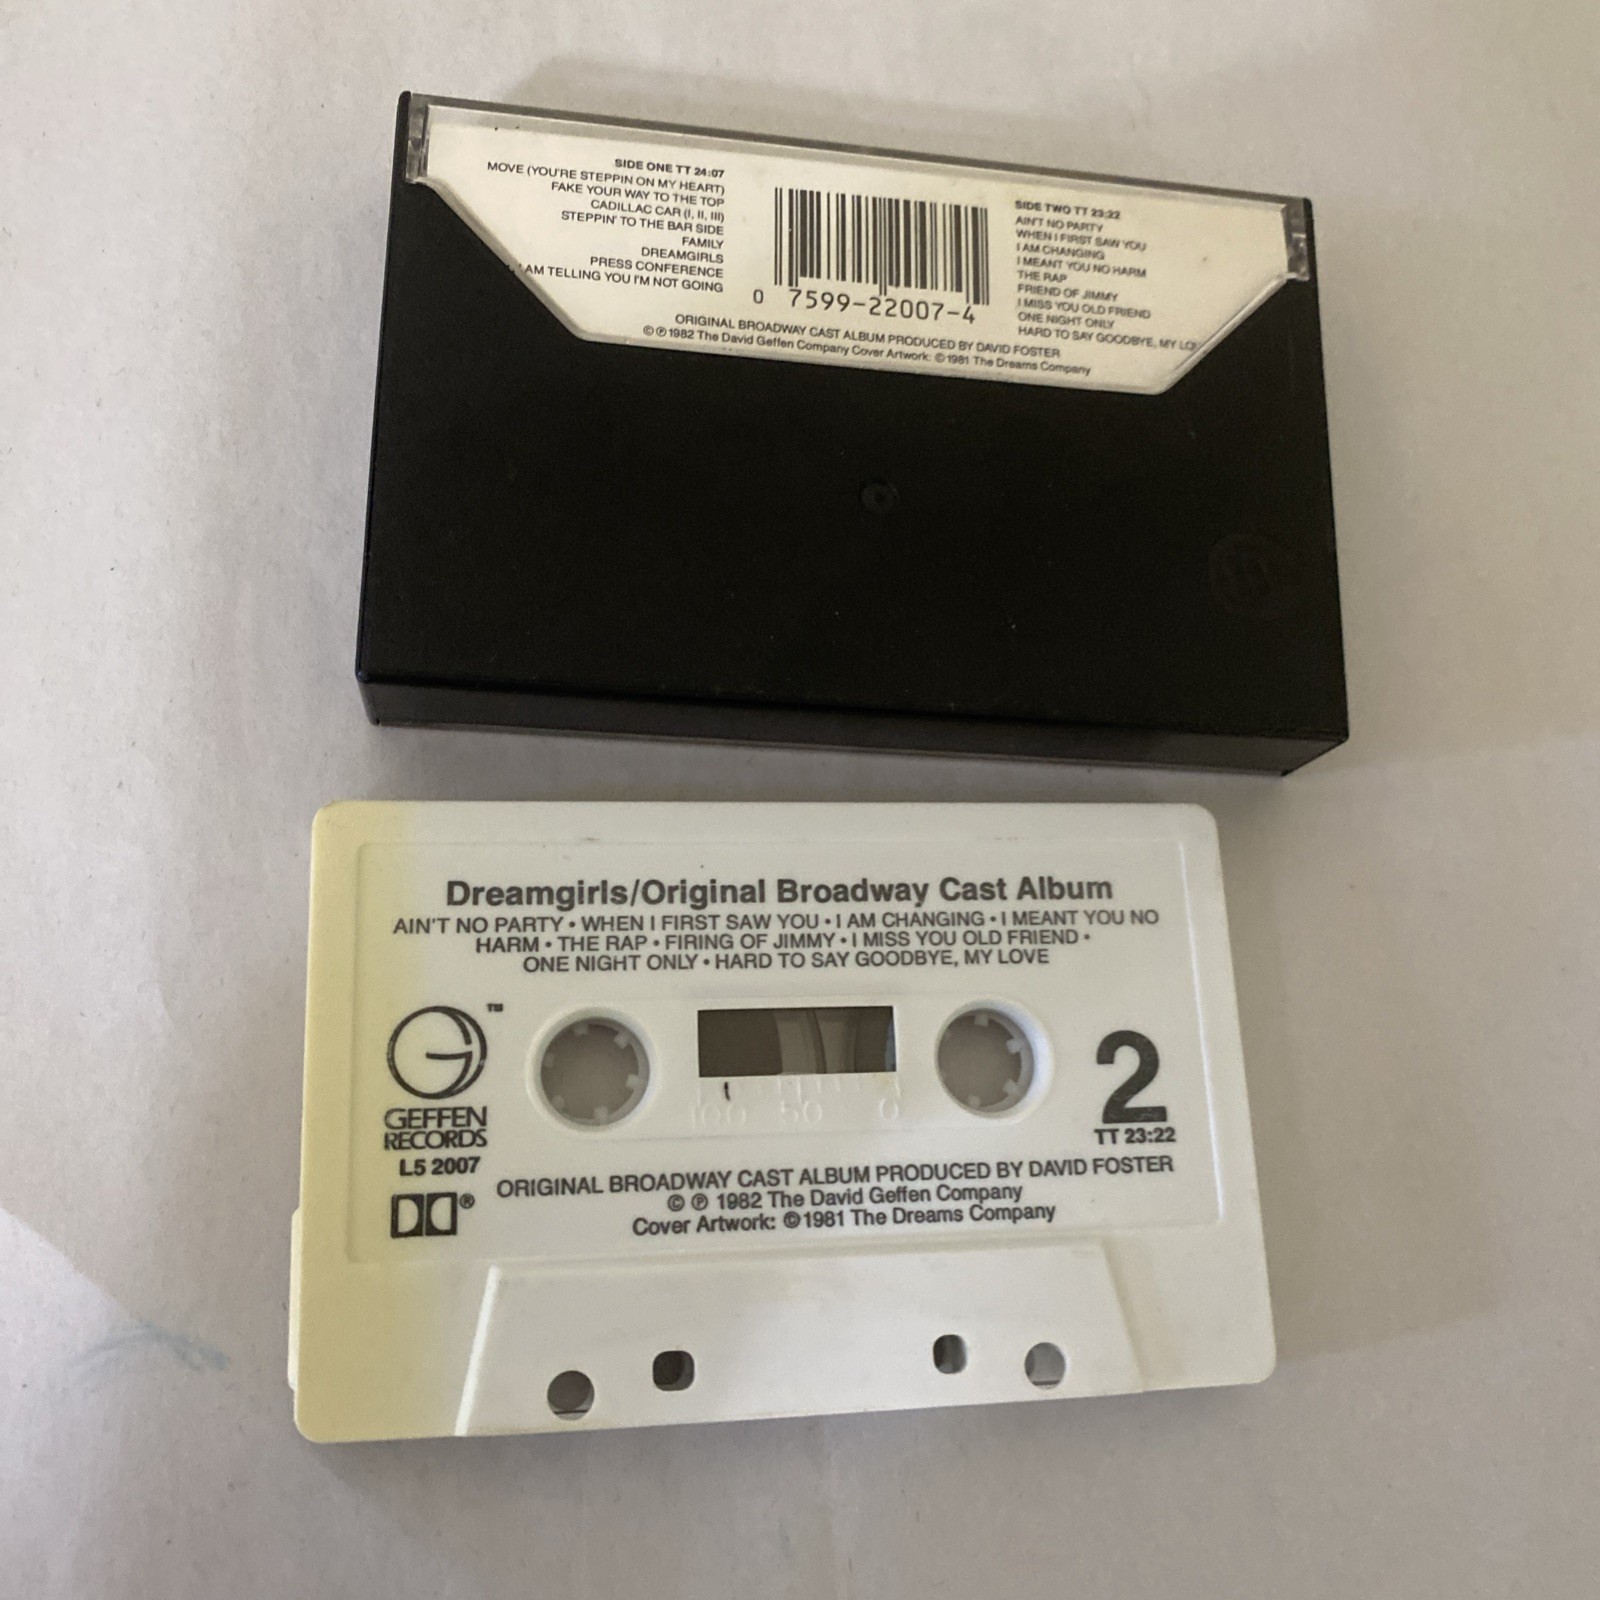 SIDE ONE TT 24:07
MOVE (YOU'RE STEPPIN ON MY HEART)
FAKE YOUR WAY TO THE TOP
CADILLAC CAR (I, II, III)
STEPPIN' TO THE BAR SIDE
FAMILY
DREAMGIRLS
PRESS CONFERENCE
AM TELLING YOU I'M NOT GOING
0 7599-22007-4
SIDE TWO TT 23:22
AIN'T NO PARTY
WHEN I FIRST SAW YOU
I AM CHANGING
I MEANT YOU NO HARM
THE RAP
FRIEND OF JIMMY
I MISS YOU OLD FRIEND
ONE NIGHT ONLY
HARD TO SAY GOODBYE, MY
ORIGINAL BROADWAY CAST ALBUM PRODUCED BY DAVID FOSTER
© ℗ 1982 The David Geffen Company Cover Artwork: © 1981 The Dreams Company
Dreamgirls/Original Broadway Cast Album
AIN'T NO PARTY • WHEN I FIRST SAW YOU • I AM CHANGING • I MEANT YOU NO
HARM • THE RAP • FIRING OF JIMMY • I MISS YOU OLD FRIEND •
ONE NIGHT ONLY • HARD TO SAY GOODBYE, MY LOVE
G ™
GEFFEN
RECORDS
L5 2007
®
100 50 0
2
TT 23:22
ORIGINAL BROADWAY CAST ALBUM PRODUCED BY DAVID FOSTER
© ℗ 1982 The David Geffen Company
Cover Artwork: © 1981 The Dreams Company